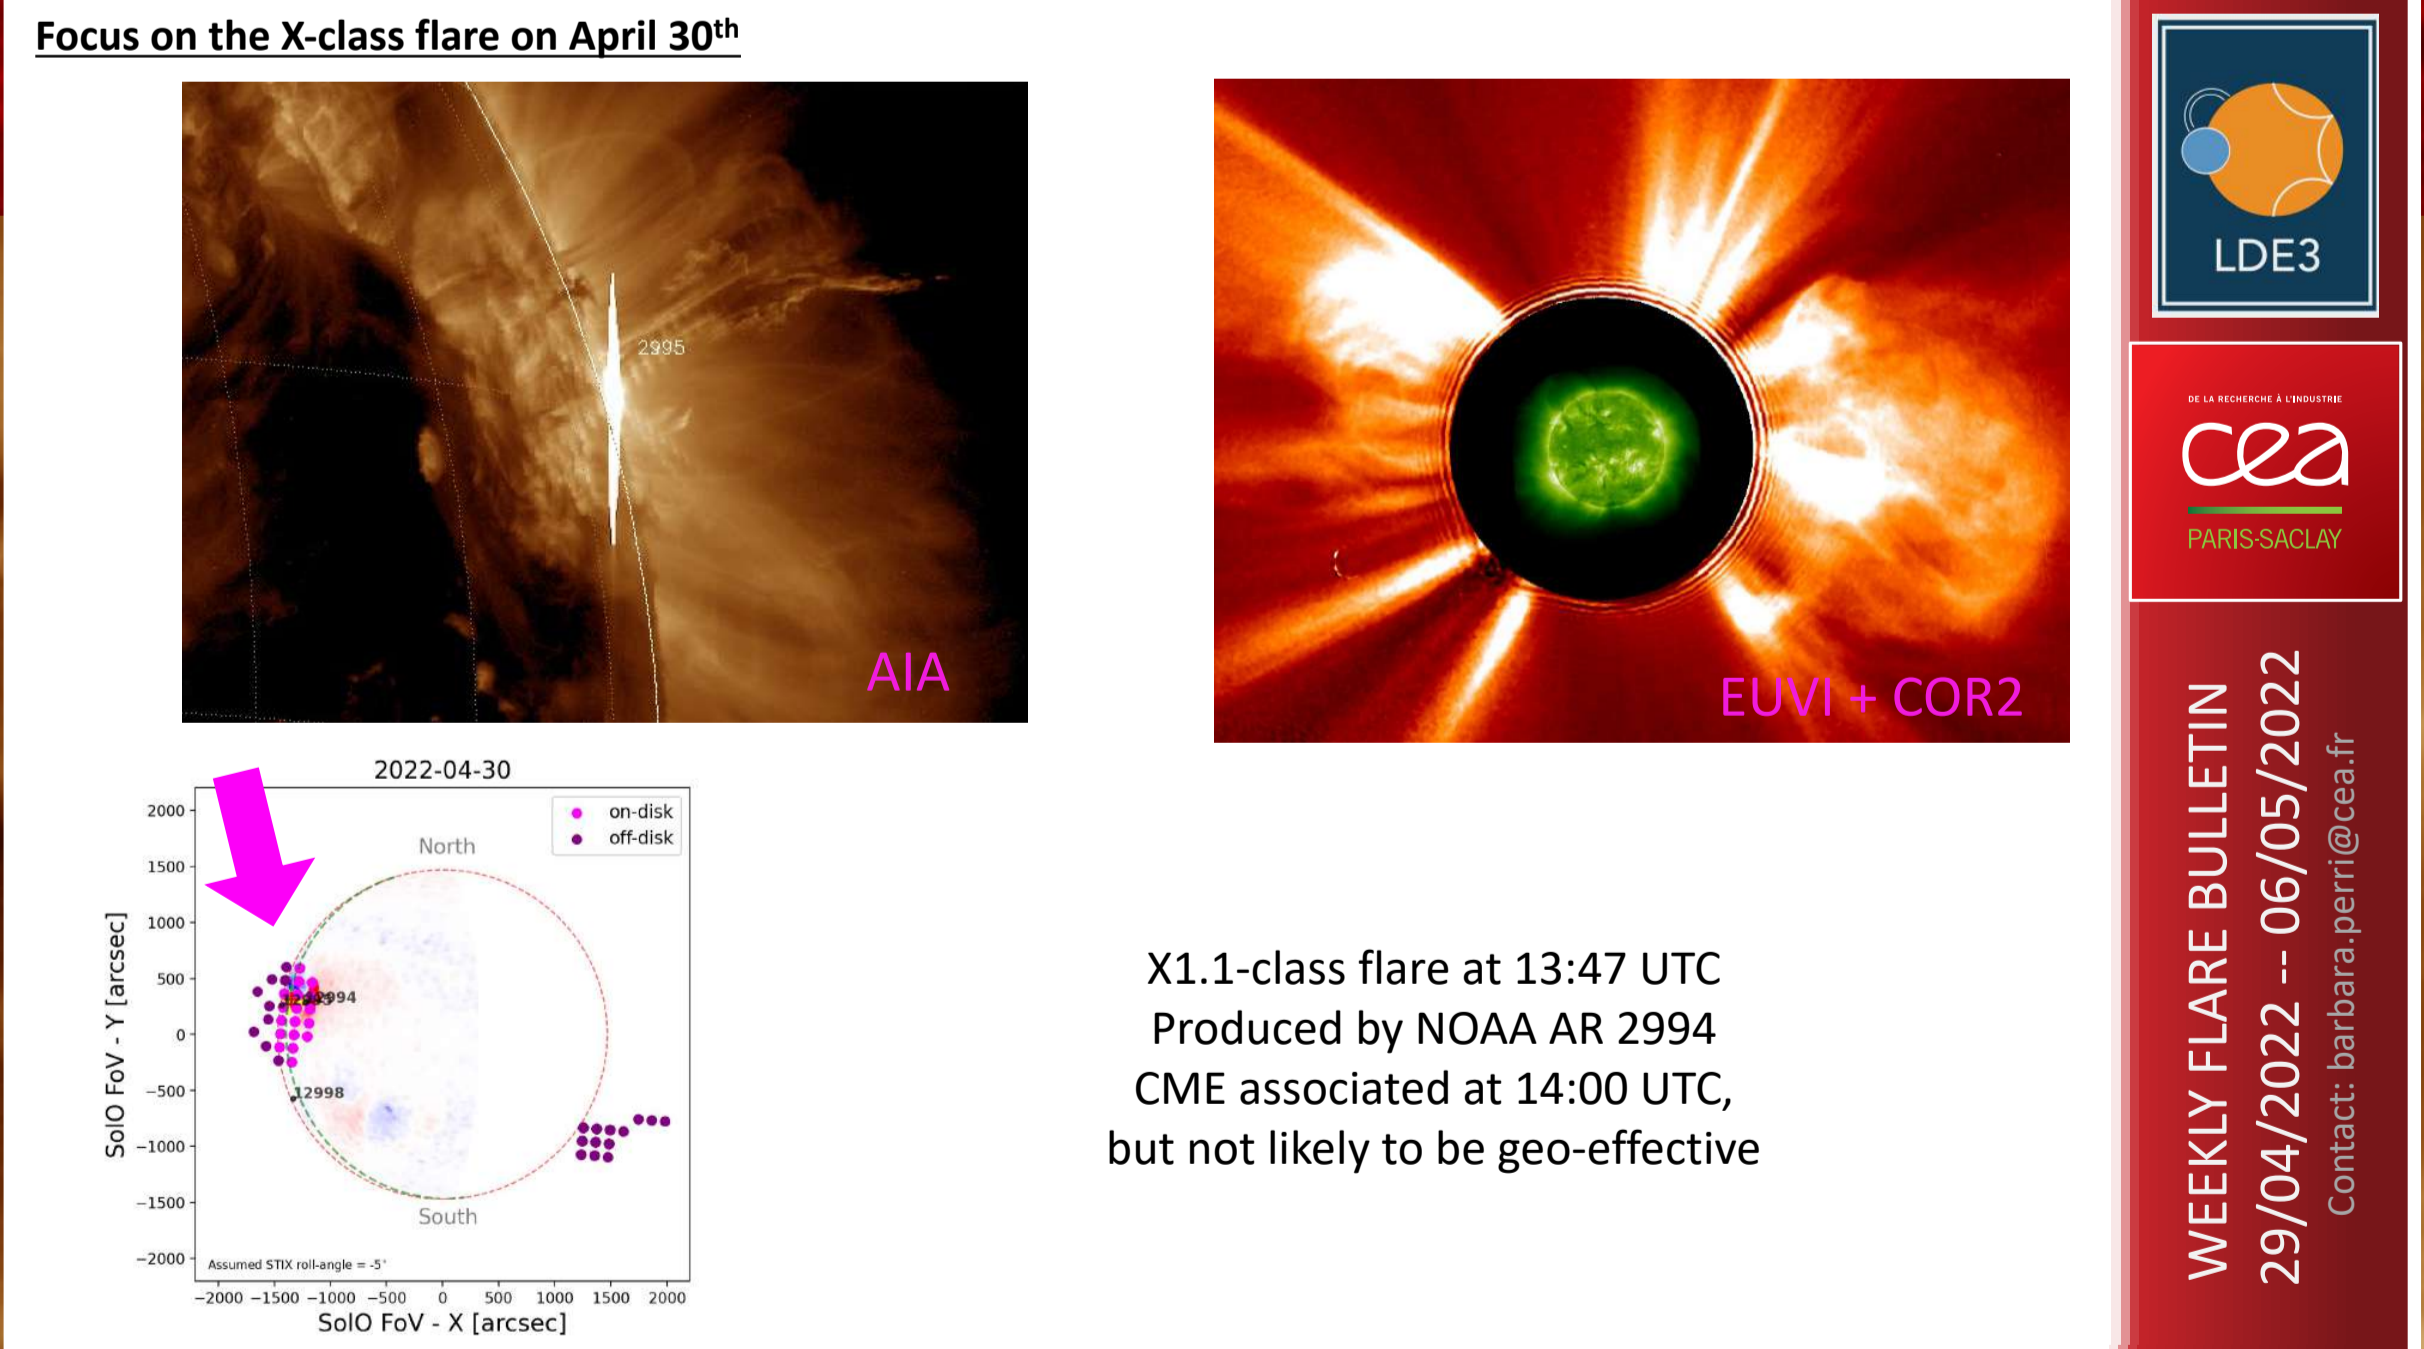 Focus on the X-class flare on April 30th
2995
AIA
EUVI + COR2
2022-04-30
on-disk
off-disk
North
South
2994
12998
2000
1500
1000
500
0
−500
−1000
−1500
−2000
SolO FoV - Y [arcsec]
Assumed STIX roll-angle = -5°
−2000 −1500 −1000 −500 0 500 1000 1500 2000
SolO FoV - X [arcsec]
X1.1-class flare at 13:47 UTC
Produced by NOAA AR 2994
CME associated at 14:00 UTC,
but not likely to be geo-effective
LDE3
DE LA RECHERCHE À L'INDUSTRIE
cea
PARIS-SACLAY
WEEKLY FLARE BULLETIN
29/04/2022 -- 06/05/2022
Contact: barbara.perri@cea.fr